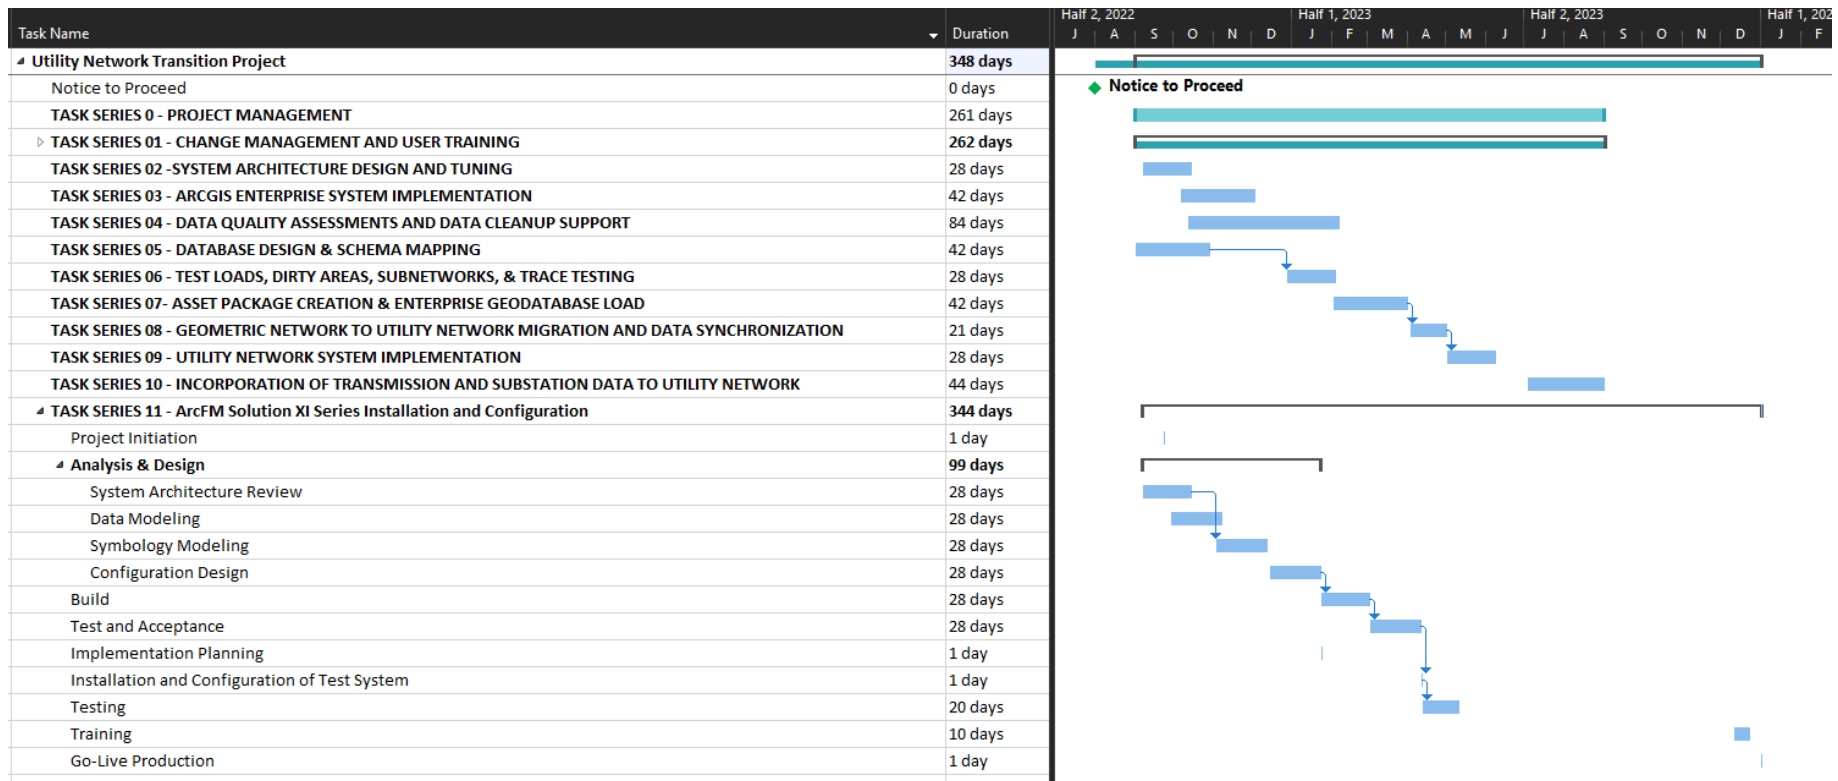 Half 2, 2022 Half 1, 2023 Half 2, 2023 Half 1, 202
Task Name Duration J A S O N D J F M A M J J A S O N D J F
Utility Network Transition Project 348 days
Notice to Proceed 0 days Notice to Proceed
TASK SERIES 0 - PROJECT MANAGEMENT 261 days
TASK SERIES 01 - CHANGE MANAGEMENT AND USER TRAINING 262 days
TASK SERIES 02 -SYSTEM ARCHITECTURE DESIGN AND TUNING 28 days
TASK SERIES 03 - ARCGIS ENTERPRISE SYSTEM IMPLEMENTATION 42 days
TASK SERIES 04 - DATA QUALITY ASSESSMENTS AND DATA CLEANUP SUPPORT 84 days
TASK SERIES 05 - DATABASE DESIGN & SCHEMA MAPPING 42 days
TASK SERIES 06 - TEST LOADS, DIRTY AREAS, SUBNETWORKS, & TRACE TESTING 28 days
TASK SERIES 07- ASSET PACKAGE CREATION & ENTERPRISE GEODATABASE LOAD 42 days
TASK SERIES 08 - GEOMETRIC NETWORK TO UTILITY NETWORK MIGRATION AND DATA SYNCHRONIZATION 21 days
TASK SERIES 09 - UTILITY NETWORK SYSTEM IMPLEMENTATION 28 days
TASK SERIES 10 - INCORPORATION OF TRANSMISSION AND SUBSTATION DATA TO UTILITY NETWORK 44 days
TASK SERIES 11 - ArcFM Solution XI Series Installation and Configuration 344 days
Project Initiation 1 day
Analysis & Design 99 days
System Architecture Review 28 days
Data Modeling 28 days
Symbology Modeling 28 days
Configuration Design 28 days
Build 28 days
Test and Acceptance 28 days
Implementation Planning 1 day
Installation and Configuration of Test System 1 day
Testing 20 days
Training 10 days
Go-Live Production 1 day